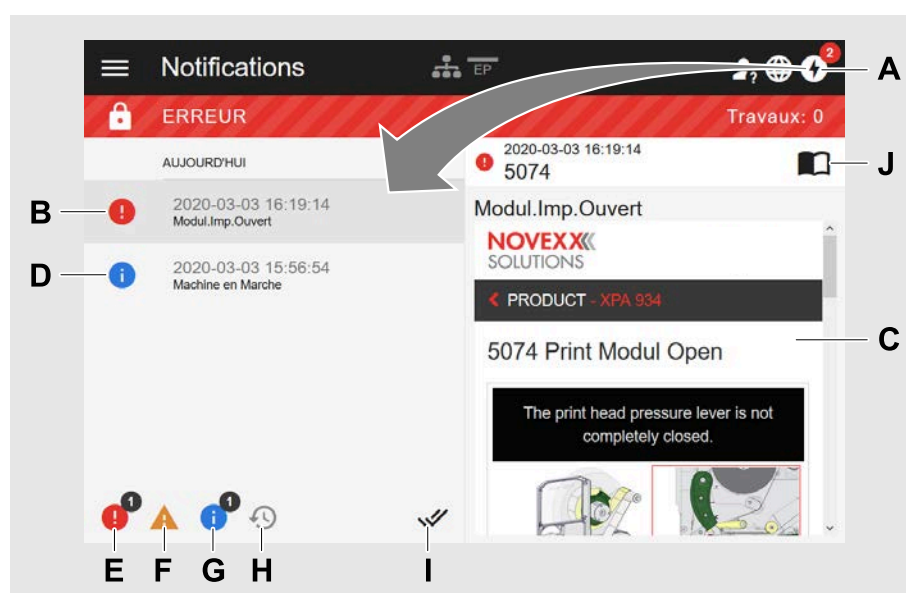 Notifications
EP
?
2
A
ERREUR
Travaux: 0
AUJOURD'HUI
2020-03-03 16:19:14
5074
J
B
2020-03-03 16:19:14
Modul.Imp.Ouvert
Modul.Imp.Ouvert
NOVEXX
SOLUTIONS
D
2020-03-03 15:56:54
Machine en Marche
PRODUCT - XPA 934
5074 Print Modul Open
C
The print head pressure lever is not
completely closed.
1
1
E
F
G
H
I